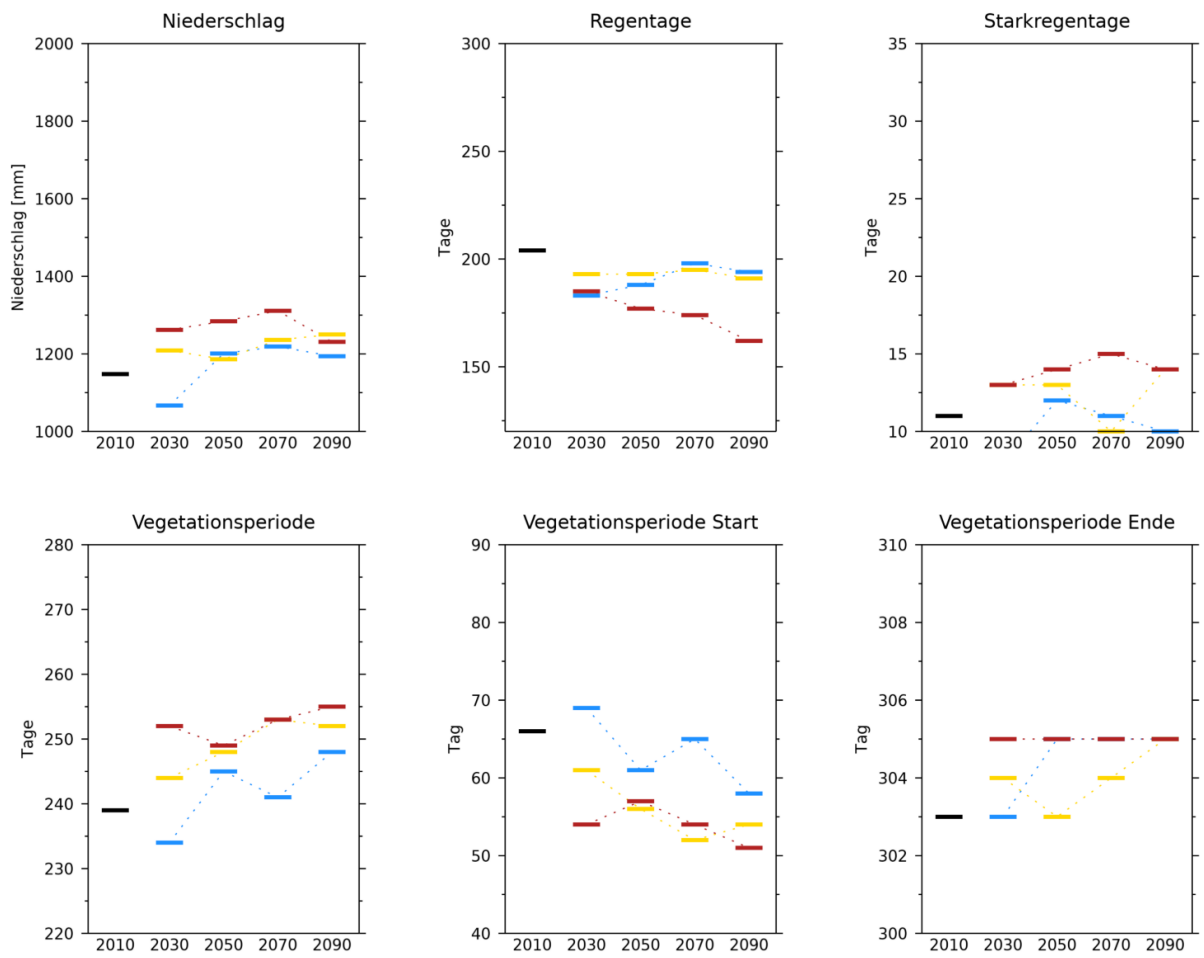 Niederschlag
Regentage
Starkregentage
2000
1800
1600
1400
1200
1000
Niederschlag [mm]
2010 2030 2050 2070 2090
300
250
200
150
Tage
2010 2030 2050 2070 2090
35
30
25
20
15
10
Tage
2010 2030 2050 2070 2090
Vegetationsperiode
Vegetationsperiode Start
Vegetationsperiode Ende
280
270
260
250
240
230
220
Tage
2010 2030 2050 2070 2090
90
80
70
60
50
40
Tag
2010 2030 2050 2070 2090
310
308
306
304
302
300
Tag
2010 2030 2050 2070 2090